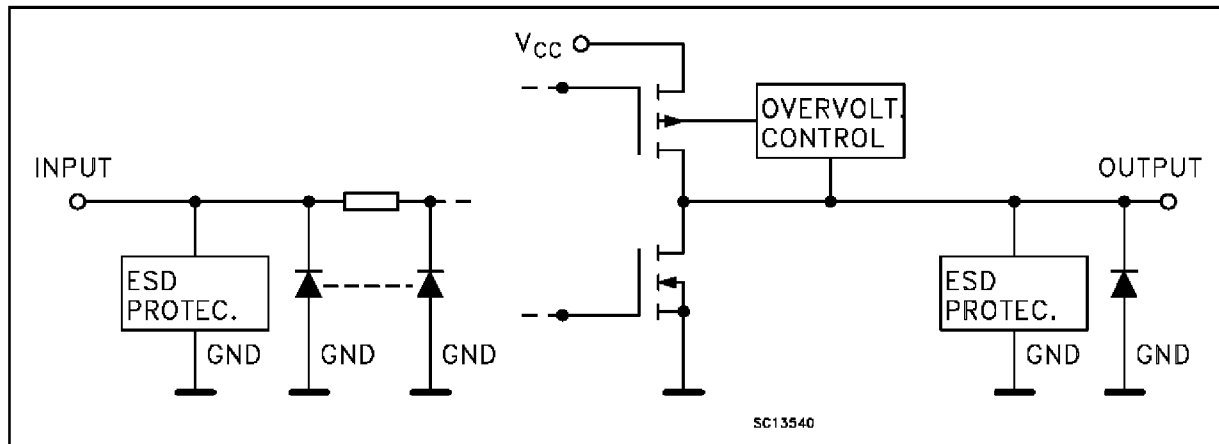 VCC
OVERVOLT.
CONTROL
INPUT
OUTPUT
ESD
PROTEC.
ESD
PROTEC.
GND
GND
GND
GND
GND
SC13540